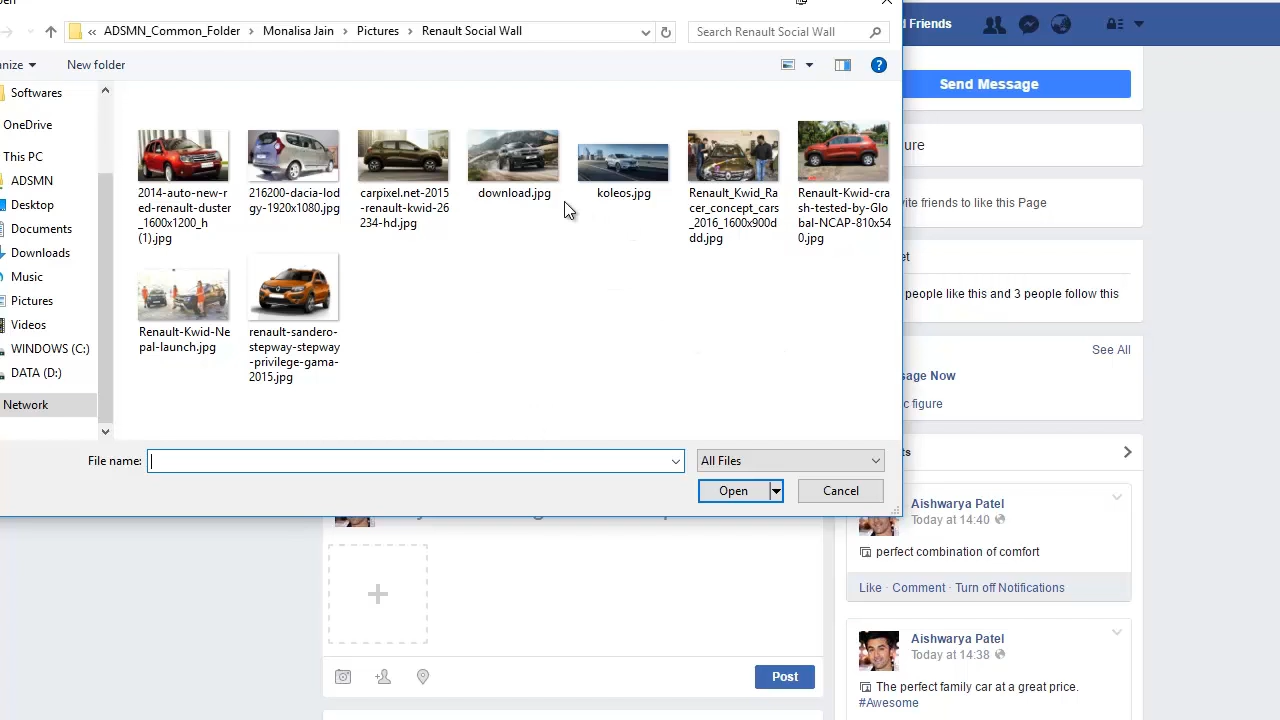 « ADSMN_Common_Folder > Monalisa Jain > Pictures > Renault Social Wall
Search Renault Social Wall
New folder
?
Softwares
OneDrive
This PC
ADSMN
Desktop
Documents
Downloads
Music
Pictures
Videos
WINDOWS (C:)
DATA (D:)
Network
2014-auto-new-r
ed-renault-duster
_1600x1200_h
(1).jpg
216200-dacia-lod
gy-1920x1080.jpg
carpixel.net-2015
-renault-kwid-26
234-hd.jpg
download.jpg
koleos.jpg
Renault_Kwid_Ra
cer_concept_cars
_2016_1600x900d
dd.jpg
Renault-Kwid-cra
sh-tested-by-Glo
bal-NCAP-810x54
0.jpg
Renault-Kwid-Ne
pal-launch.jpg
renault-sandero-
stepway-stepway
-privilege-gama-
2015.jpg
File name:
All Files
Open
Cancel
Friends
Send Message
people like this and 3 people follow this
friends to like this Page
See All
Now
figure
Aishwarya Patel
Today at 14:40
perfect combination of comfort
Like · Comment · Turn off Notifications
Aishwarya Patel
Today at 14:38
The perfect family car at a great price.
#Awesome
Post